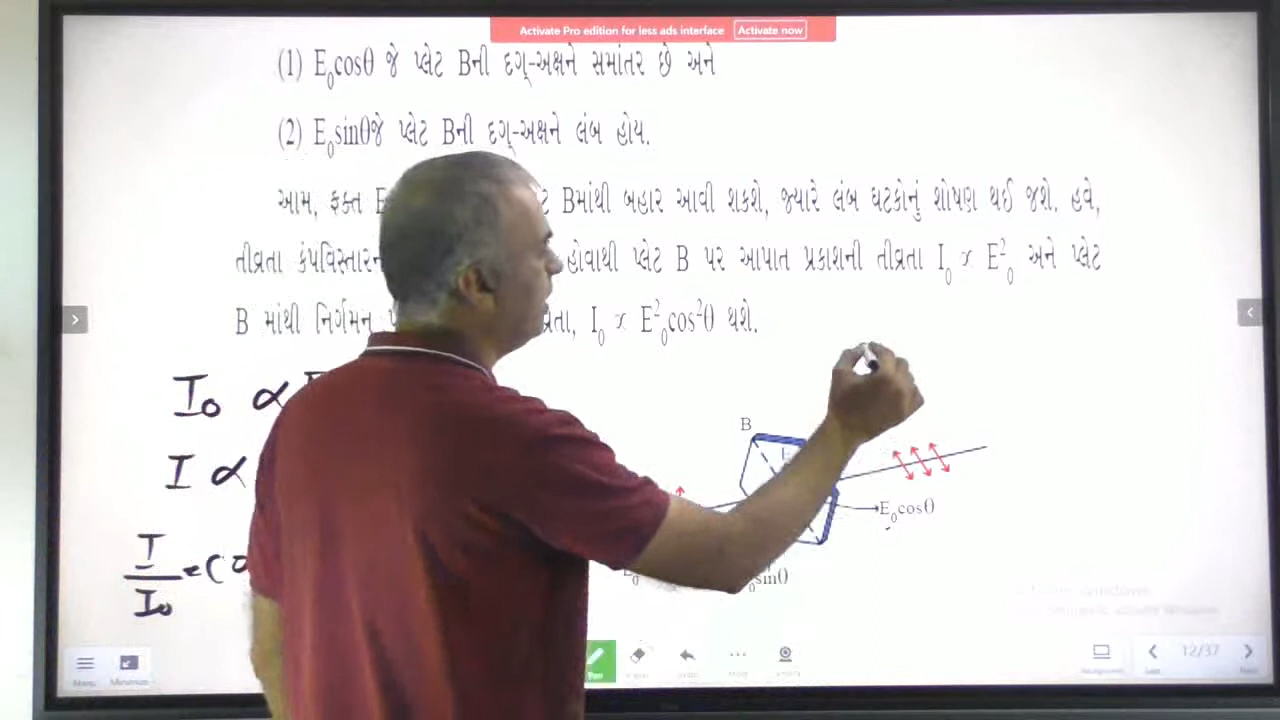 Activate Pro edition for less ads interface Activate now
(1) E₀cosθ જે પ્લેટ Bની દગ્-અક્ષને સમાંતર છે અને
(2) E₀sinθજે પ્લેટ Bની દગ્-અક્ષને લંબ હોય.
આમ, ફક્ત E Bમાંથી બહાર આવી શકશે, જ્યારે લંબ ઘટકોનું શોષણ થઈ જશે. હવે,
તીવ્રતા હોવાથી પ્લેટ B પર આપાત પ્રકાશની તીવ્રતા I₀ ∝ E²₀ અને પ્લેટ
B માંથી નિર્ગમન I₀ ∝ E²₀cos²θ થશે.
I₀ ∝
I ∝
I/I₀ =
B
E₀cosθ
E₀
₀sinθ
12/37